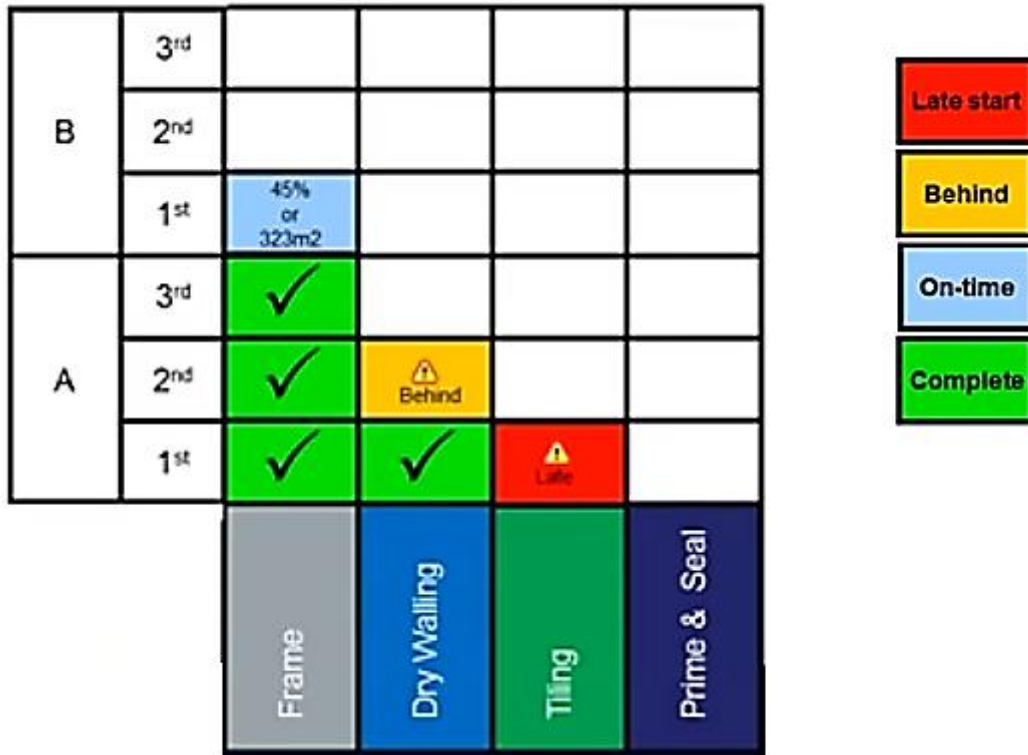 3rd
B
2nd
1st
45%
or
323m2
3rd
A
2nd
Behind
1st
Late
Frame
Dry Walling
Tiling
Prime & Seal
Late start
Behind
On-time
Complete